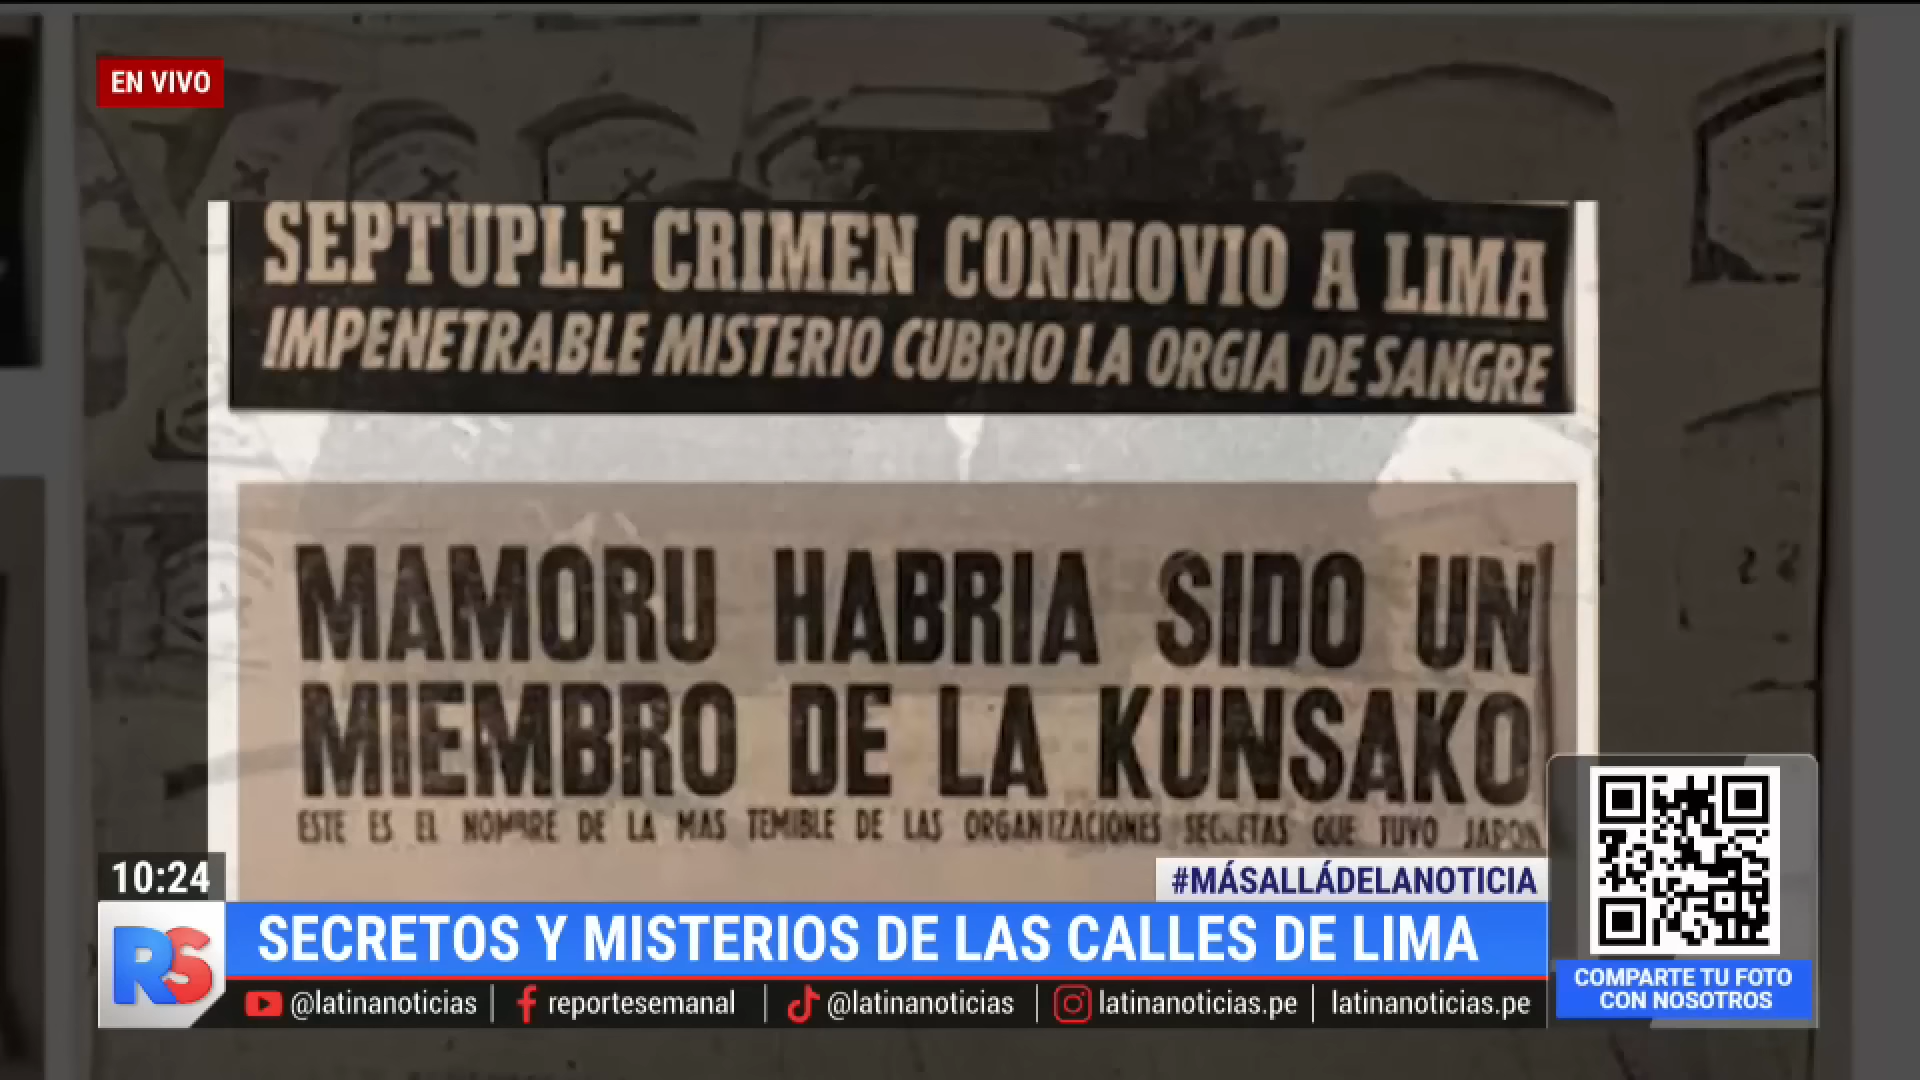 EN VIVO
SEPTUPLE CRIMEN CONMOVIO A LIMA
IMPENETRABLE MISTERIO CUBRIO LA ORGIA DE SANGRE
MAMORU HABRIA SIDO UN
MIEMBRO DE LA KUNSAKO
ESTE ES EL NOMBRE DE LA MAS TEMIBLE DE LAS ORGANIZACIONES SECRETAS QUE TUVO JAPON
10:24
#MÁSALLÁDELANOTICIA
RS
SECRETOS Y MISTERIOS DE LAS CALLES DE LIMA
@latinanoticias
reportesemanal
@latinanoticias
latinanoticias.pe
latinanoticias.pe
COMPARTE TU FOTO
CON NOSOTROS